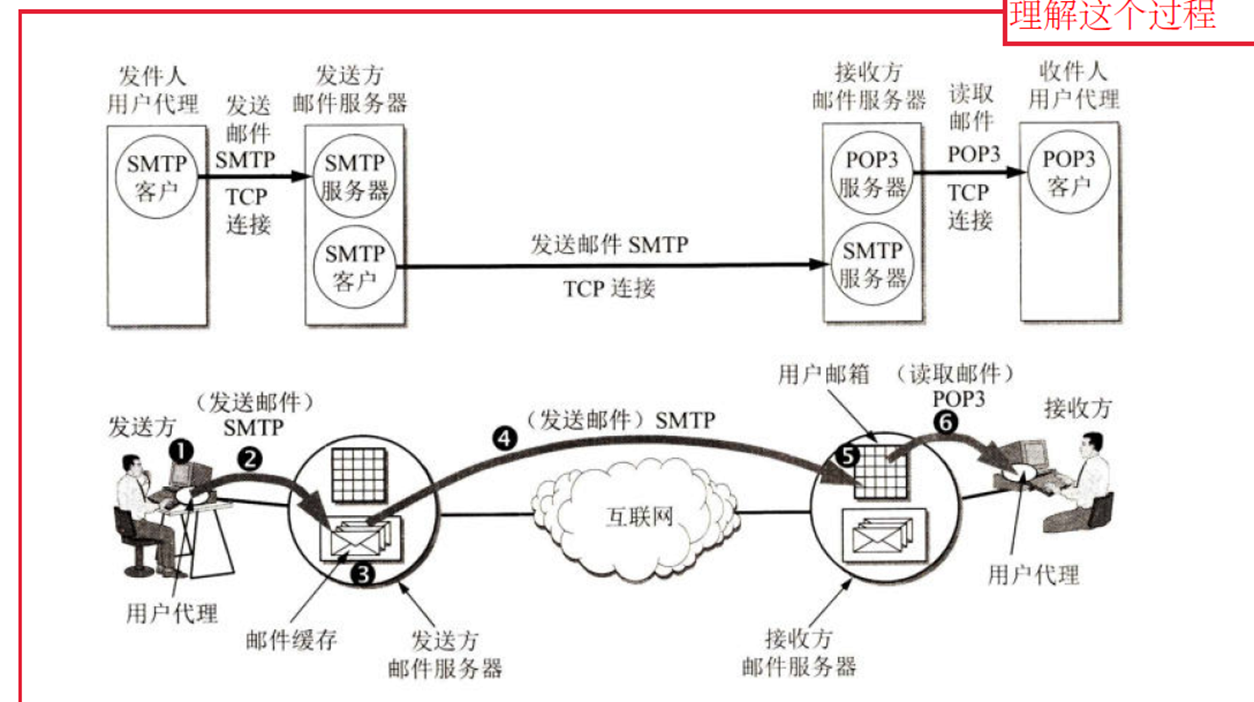 理解这个过程
发件人
用户代理
发送
邮件
SMTP
TCP
连接
发送方
邮件服务器
SMTP
客户
SMTP
服务器
SMTP
客户
发送邮件 SMTP
TCP 连接
接收方
邮件服务器
读取
邮件
POP3
TCP
连接
收件人
用户代理
POP3
服务器
SMTP
服务器
POP3
客户
发送方
(发送邮件)
SMTP
❶
❷
❸
❹
(发送邮件) SMTP
用户邮箱
(读取邮件)
POP3
❺
❻
接收方
互联网
用户代理
邮件缓存
发送方
邮件服务器
接收方
邮件服务器
用户代理